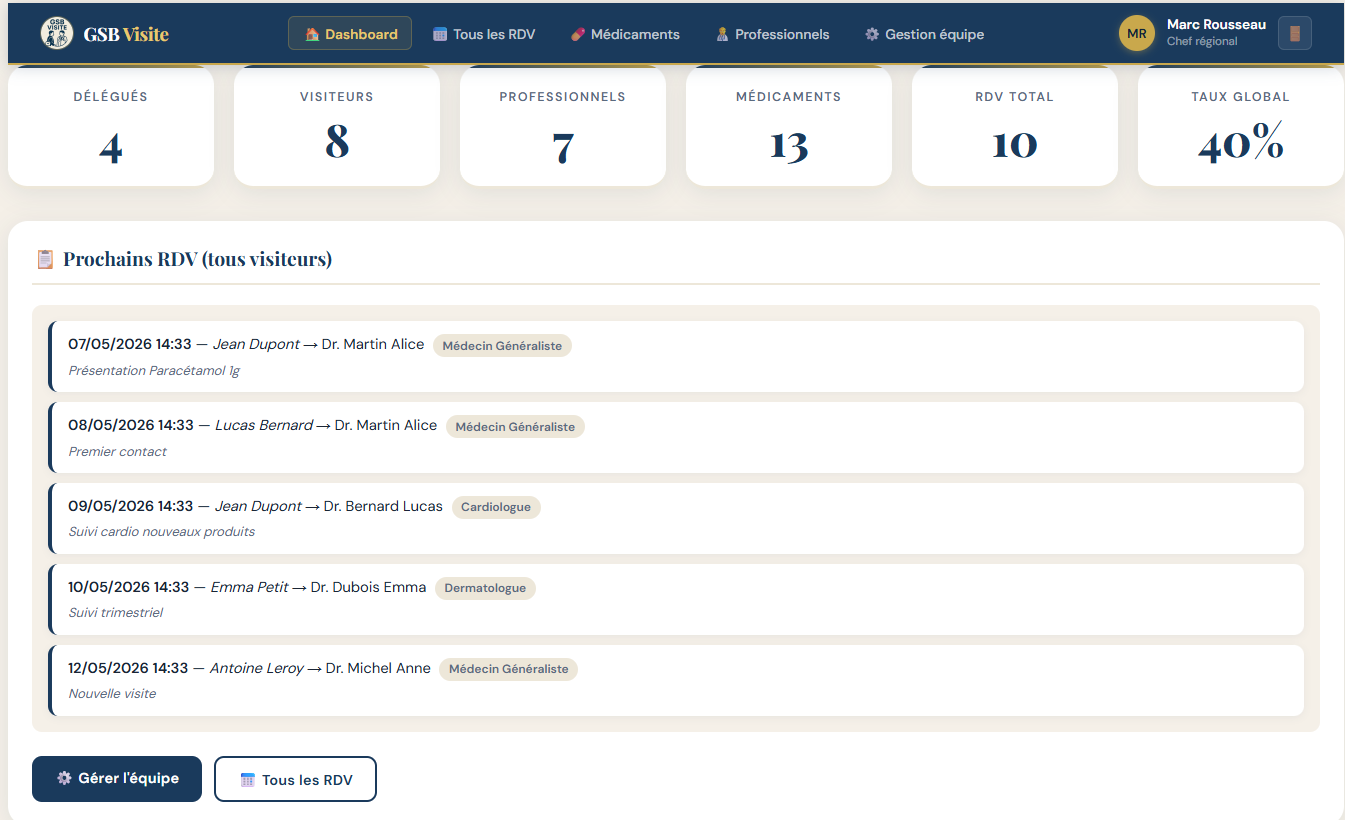 GSB VISITE
GSB Visite
Dashboard
Tous les RDV
Médicaments
Professionnels
Gestion équipe
MR
Marc Rousseau
Chef régional
DÉLÉGUÉS
4
VISITEURS
8
PROFESSIONNELS
7
MÉDICAMENTS
13
RDV TOTAL
10
TAUX GLOBAL
40%
Prochains RDV (tous visiteurs)
07/05/2026 14:33 — Jean Dupont → Dr. Martin Alice Médecin Généraliste
Présentation Paracétamol 1g
08/05/2026 14:33 — Lucas Bernard → Dr. Martin Alice Médecin Généraliste
Premier contact
09/05/2026 14:33 — Jean Dupont → Dr. Bernard Lucas Cardiologue
Suivi cardio nouveaux produits
10/05/2026 14:33 — Emma Petit → Dr. Dubois Emma Dermatologue
Suivi trimestriel
12/05/2026 14:33 — Antoine Leroy → Dr. Michel Anne Médecin Généraliste
Nouvelle visite
Gérer l'équipe
Tous les RDV